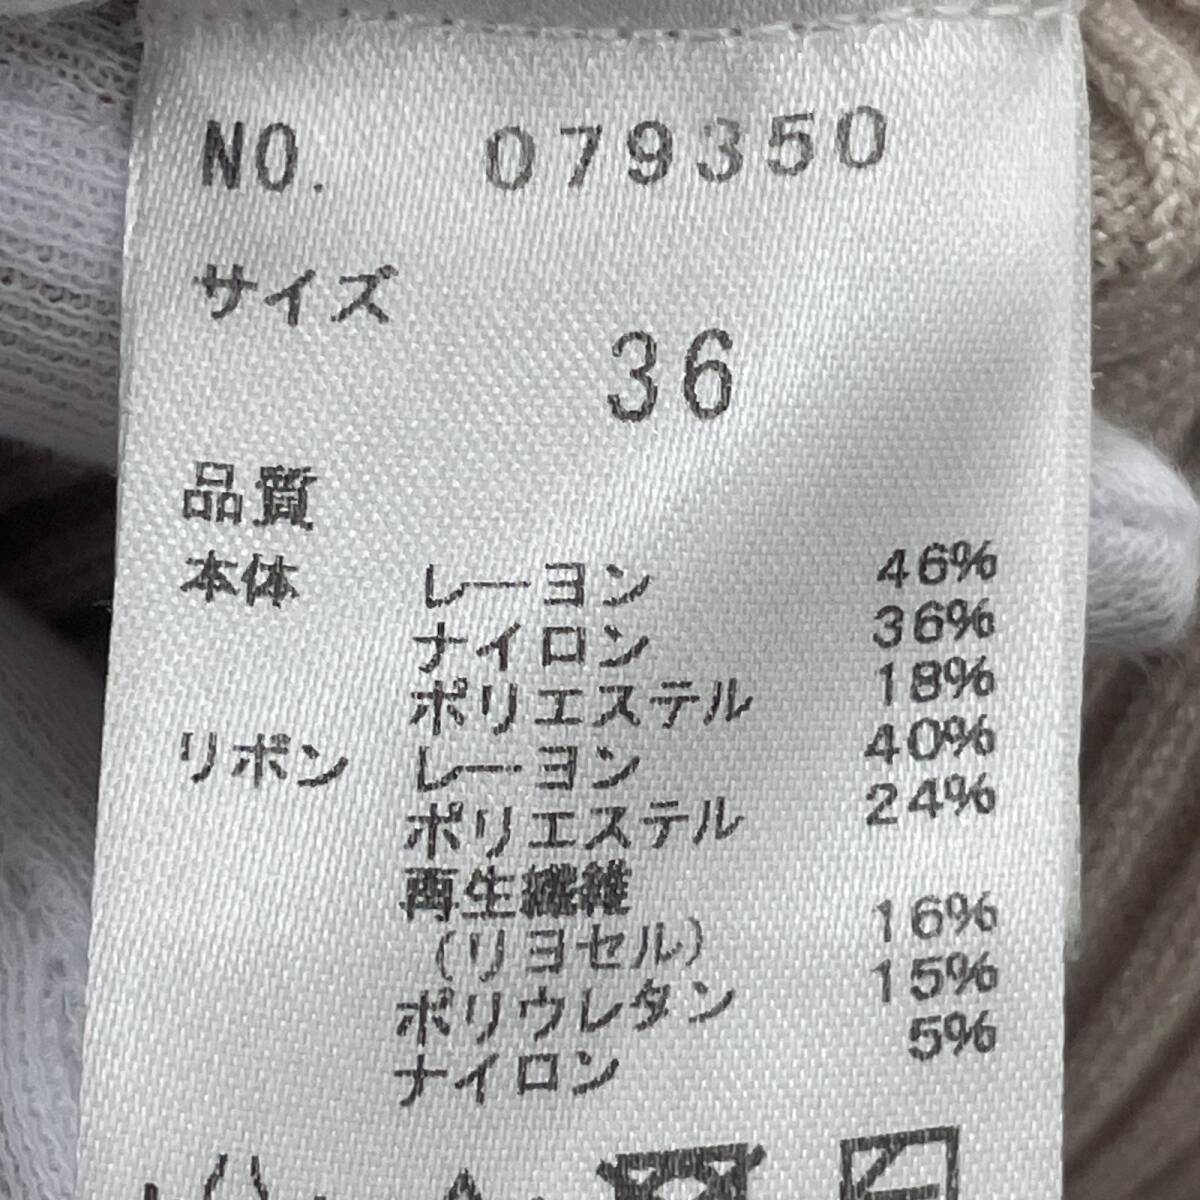 NO. 079350
サイズ
36
品質
本体 レーヨン 46%
ナイロン 36%
ポリエステル 18%
リボン レーヨン 40%
ポリエステル 24%
再生繊維
(リヨセル) 16%
ポリウレタン 15%
ナイロン 5%